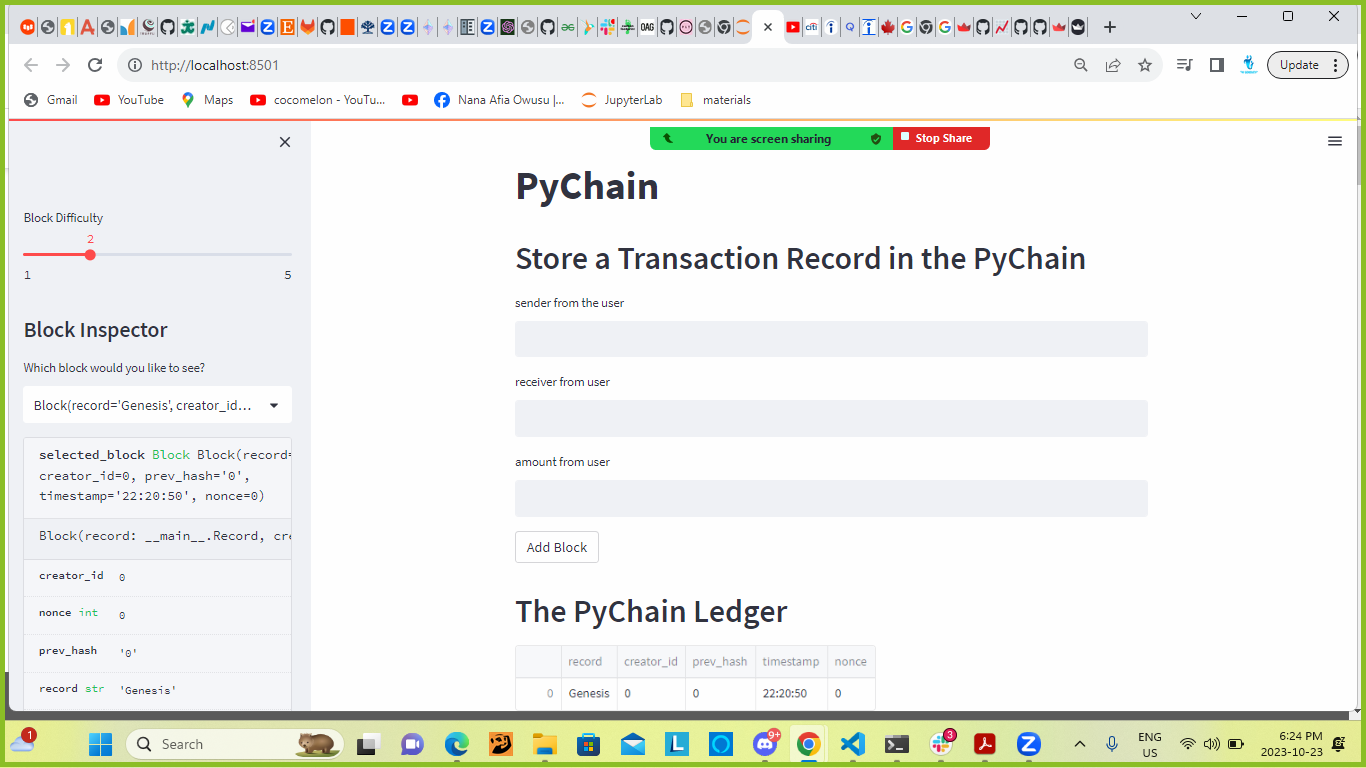 OAG
citi
http://localhost:8501
Update
Gmail
YouTube
Maps
cocomelon - YouTu...
Nana Afia Owusu |...
JupyterLab
materials
You are screen sharing
Stop Share
Block Difficulty
2
1
5
Block Inspector
Which block would you like to see?
Block(record='Genesis', creator_id...
selected_block Block Block(record=
creator_id=0, prev_hash='0',
timestamp='22:20:50', nonce=0)
Block(record: __main__.Record, cre
creator_id 0
nonce int 0
prev_hash '0'
record str 'Genesis'
PyChain
Store a Transaction Record in the PyChain
sender from the user
receiver from user
amount from user
Add Block
The PyChain Ledger
record creator_id prev_hash timestamp nonce
0 Genesis 0 0 22:20:50 0
1
Search
9+
3
ENG
US
6:24 PM
2023-10-23